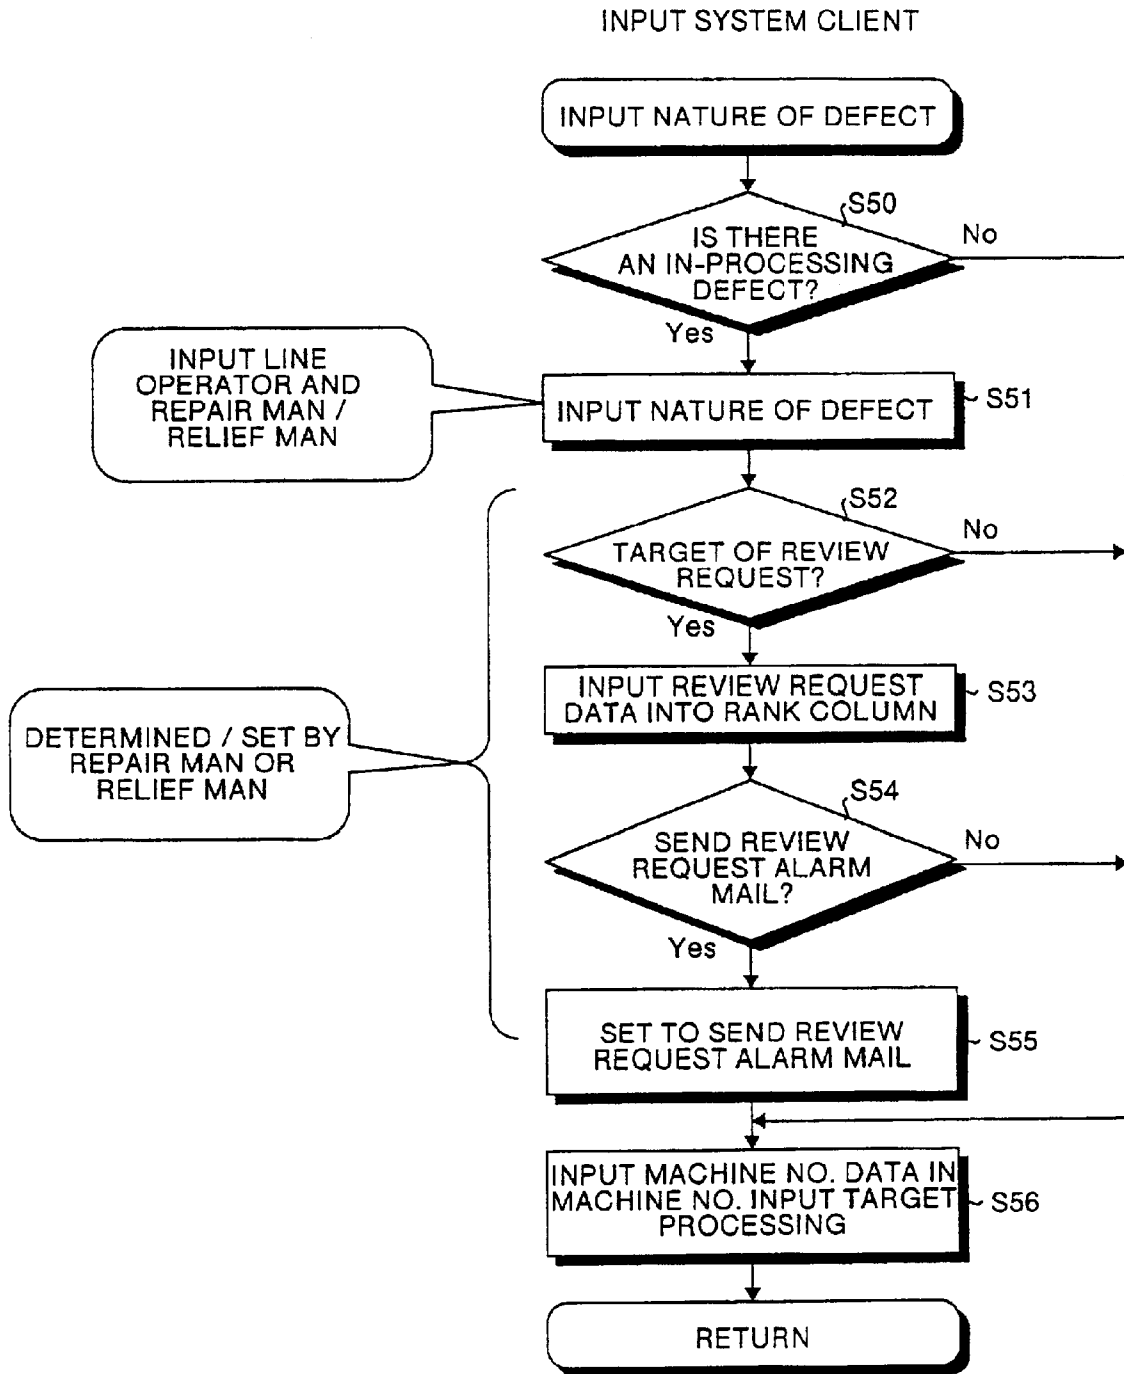 INPUT SYSTEM CLIENT
INPUT NATURE OF DEFECT
S50
IS THERE
AN IN-PROCESSING
DEFECT?
No
Yes
INPUT LINE
OPERATOR AND
REPAIR MAN /
RELIEF MAN
INPUT NATURE OF DEFECT
S51
S52
TARGET OF REVIEW
REQUEST?
No
Yes
INPUT REVIEW REQUEST
DATA INTO RANK COLUMN
S53
DETERMINED / SET BY
REPAIR MAN OR
RELIEF MAN
S54
SEND REVIEW
REQUEST ALARM
MAIL?
No
Yes
SET TO SEND REVIEW
REQUEST ALARM MAIL
S55
INPUT MACHINE NO. DATA IN
MACHINE NO. INPUT TARGET
PROCESSING
S56
RETURN